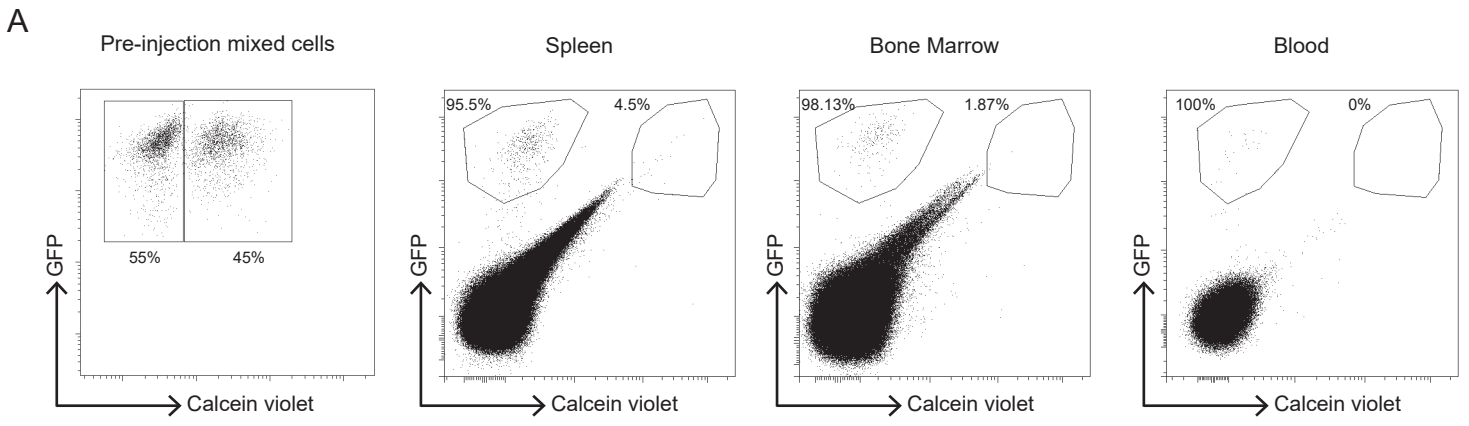 A
Pre-injection mixed cells
Spleen
Bone Marrow
Blood
55%
45%
GFP
Calcein violet
95.5%
4.5%
GFP
Calcein violet
98.13%
1.87%
GFP
Calcein violet
100%
0%
GFP
Calcein violet